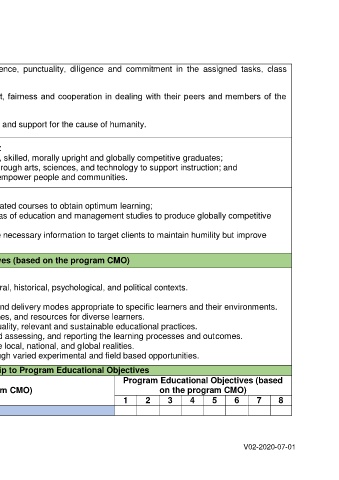 ence, punctuality, diligence and commitment in the assigned tasks, class
t, fairness and cooperation in dealing with their peers and members of the
and support for the cause of humanity.
:
, skilled, morally upright and globally competitive graduates;
rough arts, sciences, and technology to support instruction; and
empower people and communities.
ated courses to obtain optimum learning;
as of education and management studies to produce globally competitive
e necessary information to target clients to maintain humility but improve
ves (based on the program CMO)
ral, historical, psychological, and political contexts.
nd delivery modes appropriate to specific learners and their environments.
es, and resources for diverse learners.
uality, relevant and sustainable educational practices.
d assessing, and reporting the learning processes and outcomes.
e local, national, and global realities.
ugh varied experimental and field based opportunities.
ip to Program Educational Objectives
m CMO)
Program Educational Objectives (based
on the program CMO)
1 2 3 4 5 6 7 8
V02-2020-07-01